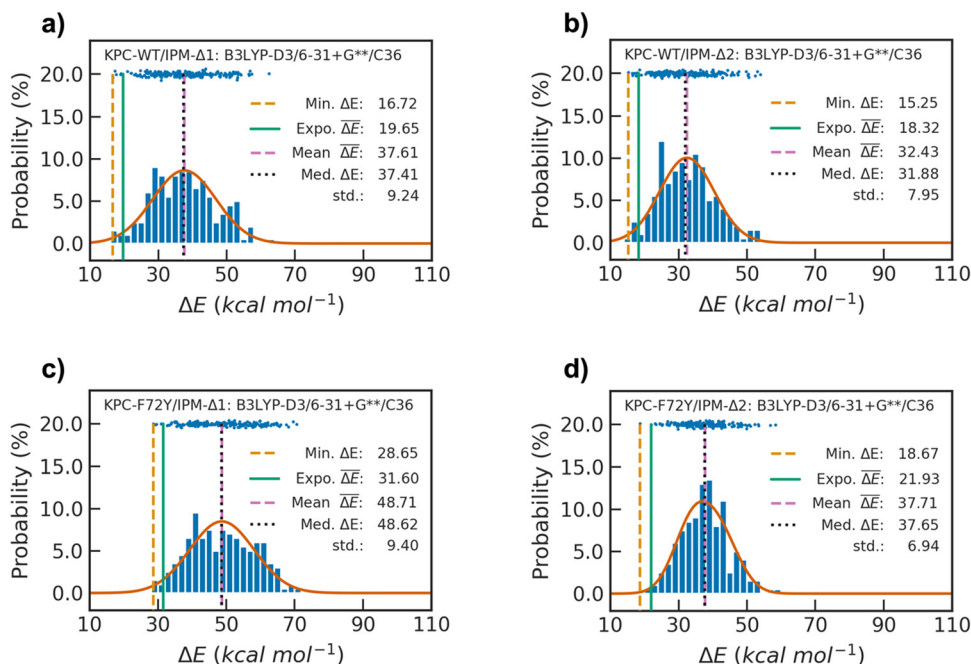 a)
KPC-WT/IPM-Δ1: B3LYP-D3/6-31+G**/C36
Probability (%)
20.0
15.0
10.0
5.0
0.0
Min. ΔE: 16.72
Expo. ΔE̅: 19.65
Mean ΔE̅: 37.61
Med. ΔE: 37.41
std.: 9.24
10 30 50 70 90 110
ΔE (kcal mol⁻¹)
b)
KPC-WT/IPM-Δ2: B3LYP-D3/6-31+G**/C36
Probability (%)
20.0
15.0
10.0
5.0
0.0
Min. ΔE: 15.25
Expo. ΔE̅: 18.32
Mean ΔE̅: 32.43
Med. ΔE: 31.88
std.: 7.95
10 30 50 70 90 110
ΔE (kcal mol⁻¹)
c)
KPC-F72Y/IPM-Δ1: B3LYP-D3/6-31+G**/C36
Probability (%)
20.0
15.0
10.0
5.0
0.0
Min. ΔE: 28.65
Expo. ΔE̅: 31.60
Mean ΔE̅: 48.71
Med. ΔE: 48.62
std.: 9.40
10 30 50 70 90 110
ΔE (kcal mol⁻¹)
d)
KPC-F72Y/IPM-Δ2: B3LYP-D3/6-31+G**/C36
Probability (%)
20.0
15.0
10.0
5.0
0.0
Min. ΔE: 18.67
Expo. ΔE̅: 21.93
Mean ΔE̅: 37.71
Med. ΔE: 37.65
std.: 6.94
10 30 50 70 90 110
ΔE (kcal mol⁻¹)